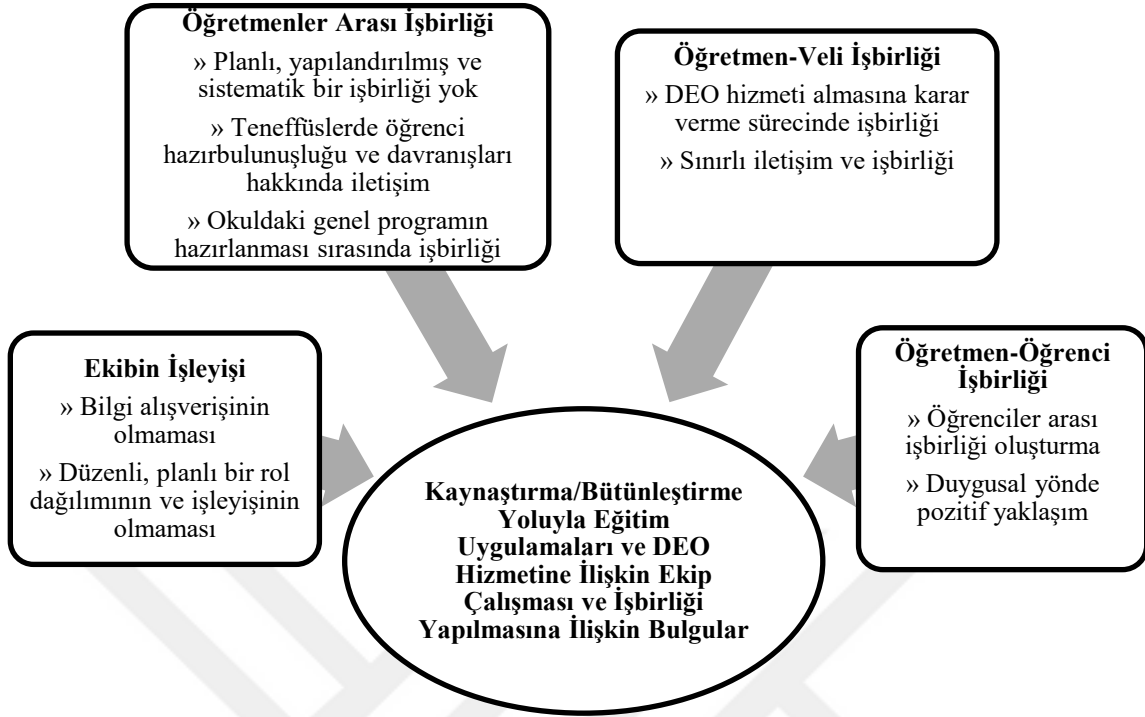 Öğretmenler Arası İşbirliği
» Planlı, yapılandırılmış ve
sistematik bir işbirliği yok
» Teneffüslerde öğrenci
hazırbulunuşluğu ve davranışları
hakkında iletişim
» Okuldaki genel programın
hazırlanması sırasında işbirliği
Öğretmen-Veli İşbirliği
» DEO hizmeti almasına karar
verme sürecinde işbirliği
» Sınırlı iletişim ve işbirliği
Ekibin İşleyişi
» Bilgi alışverişinin
olmaması
» Düzenli, planlı bir rol
dağılımının ve işleyişinin
olmaması
Öğretmen-Öğrenci
İşbirliği
» Öğrenciler arası
işbirliği oluşturma
» Duygusal yönde
pozitif yaklaşım
Kaynaştırma/Bütünleştirme
Yoluyla Eğitim
Uygulamaları ve DEO
Hizmetine İlişkin Ekip
Çalışması ve İşbirliği
Yapılmasına İlişkin Bulgular